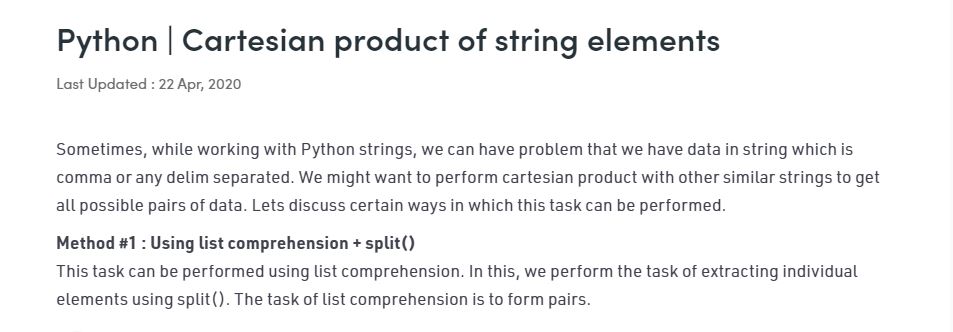 Python | Cartesian product of string elements
Last Updated : 22 Apr, 2020
Sometimes, while working with Python strings, we can have problem that we have data in string which is
comma or any delim separated. We might want to perform cartesian product with other similar strings to get
all possible pairs of data. Lets discuss certain ways in which this task can be performed.
Method #1 : Using list comprehension + split()
This task can be performed using list comprehension. In this, we perform the task of extracting individual
elements using split(). The task of list comprehension is to form pairs.